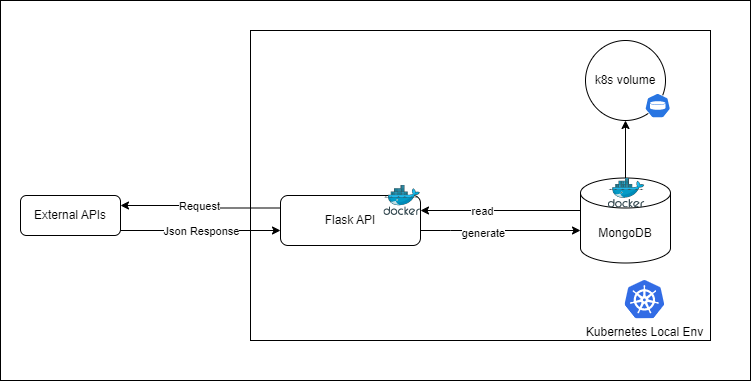 k8s volume
docker
docker
Request
read
External APIs
Flask API
Json Response
generate
MongoDB
Kubernetes Local Env